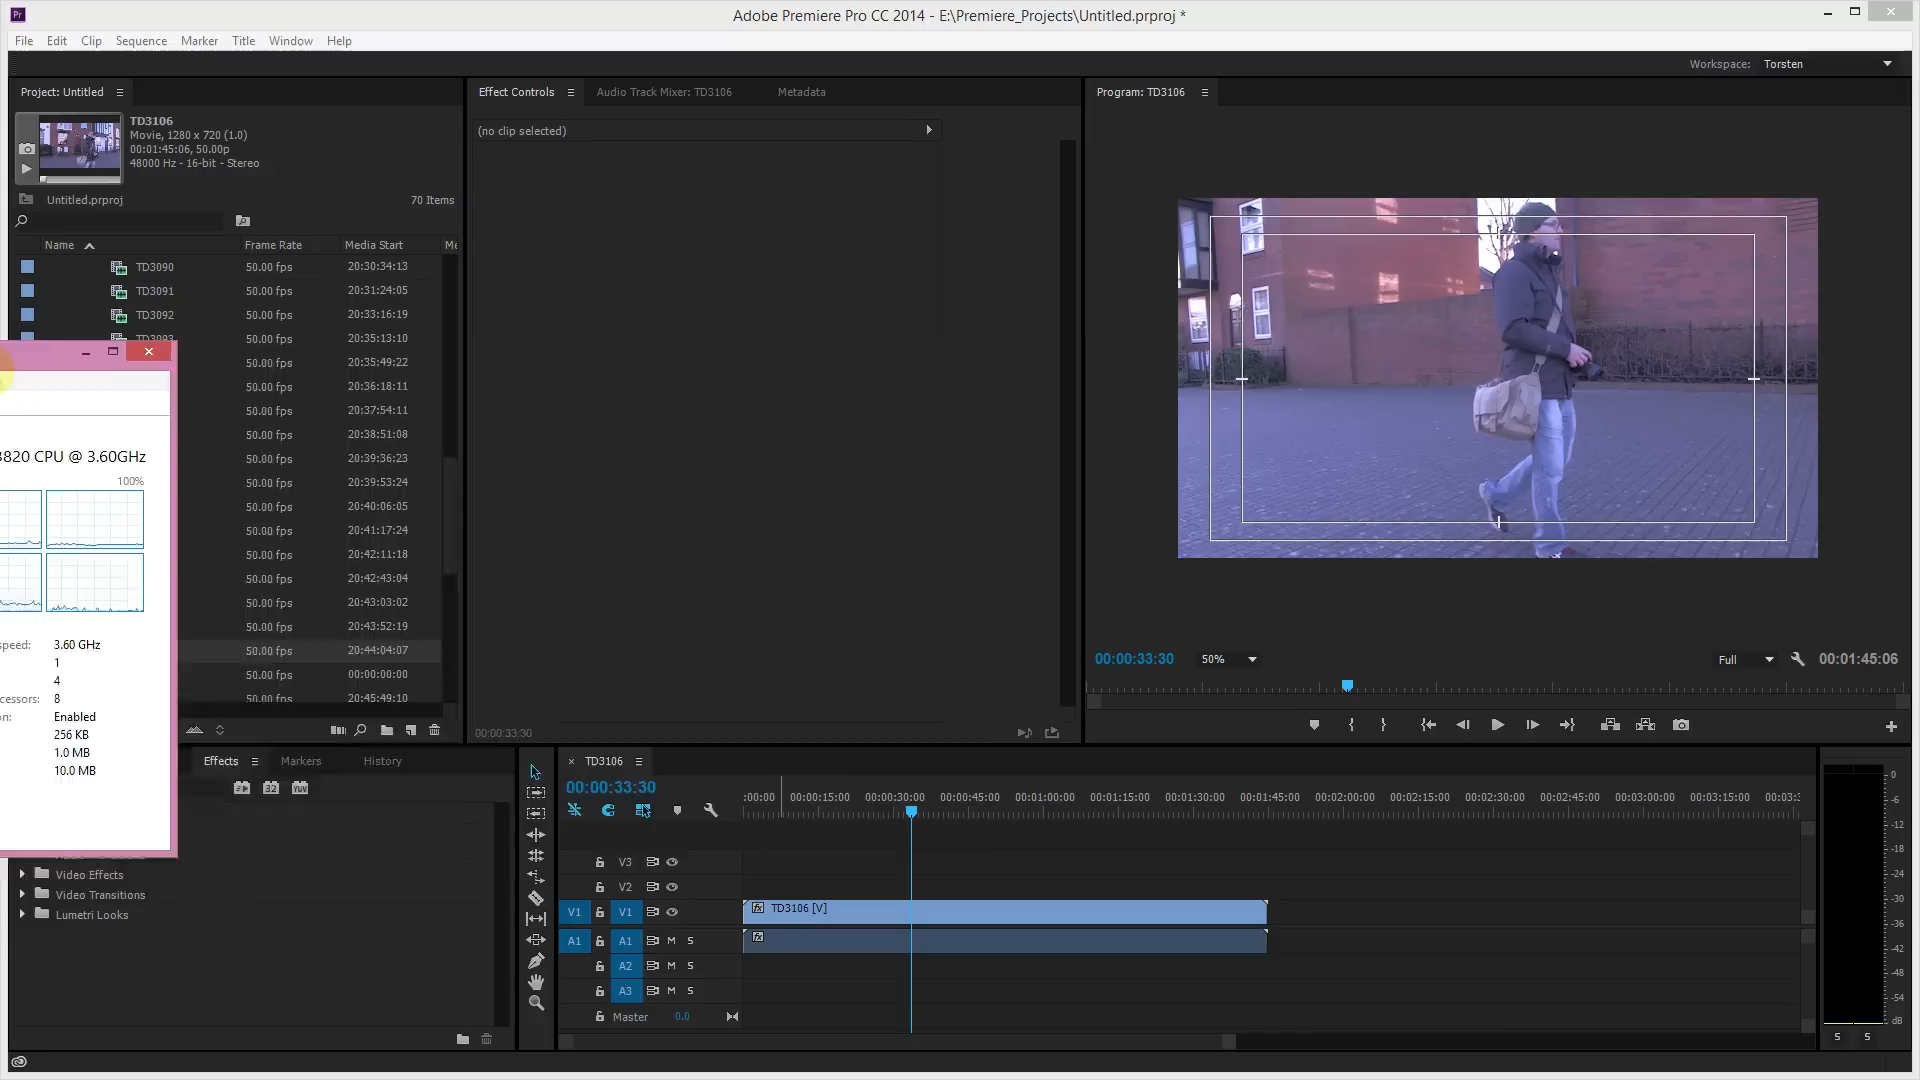 Pr
Adobe Premiere Pro CC 2014 - E:\Premiere_Projects\Untitled.prproj *
File Edit Clip Sequence Marker Title Window Help
Workspace: Torsten
Project: Untitled
TD3106
Movie, 1280 x 720 (1.0)
00:01:45:06, 50.00p
48000 Hz - 16-bit - Stereo
Untitled.prproj 70 Items
Name Frame Rate Media Start Me
TD3090 50.00 fps 20:30:34:13
TD3091 50.00 fps 20:31:24:05
TD3092 50.00 fps 20:33:16:19
TD3093 50.00 fps 20:35:13:10
50.00 fps 20:35:49:22
50.00 fps 20:36:18:11
50.00 fps 20:37:54:11
50.00 fps 20:38:51:08
50.00 fps 20:39:36:23
50.00 fps 20:39:53:24
50.00 fps 20:40:06:05
50.00 fps 20:41:17:24
50.00 fps 20:42:11:18
50.00 fps 20:42:43:04
50.00 fps 20:43:03:02
50.00 fps 20:43:52:19
50.00 fps 20:44:04:07
50.00 fps 00:00:00:00
50.00 fps 20:45:49:10
3820 CPU @ 3.60GHz
100%
peed: 3.60 GHz
1
4
cessors: 8
on: Enabled
256 KB
1.0 MB
10.0 MB
Effect Controls Audio Track Mixer: TD3106 Metadata
(no clip selected)
00:00:33:30
Program: TD3106
00:00:33:30 50% Full 00:01:45:06
Effects Markers History
32 YUV
Video Effects
Video Transitions
Lumetri Looks
× TD3106
00:00:33:30
:00:00 00:00:15:00 00:00:30:00 00:00:45:00 00:01:00:00 00:01:15:00 00:01:30:00 00:01:45:00 00:02:00:00 00:02:15:00 00:02:30:00 00:02:45:00 00:03:00:00 00:03:15:00 00:03:3
V3
V2
V1 V1 fx TD3106 [V]
A1 A1 M S fx
A2 M S
A3 M S
Master 0.0
0
-6
-12
-18
-24
-30
-36
-42
-48
-54
dB
S S